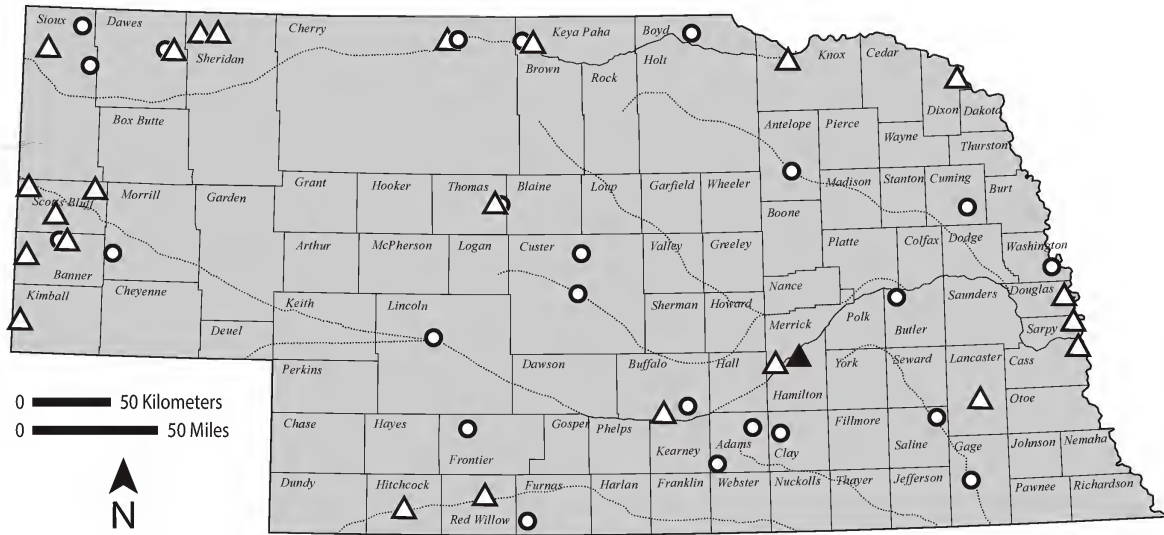 Sioux Dawes Cherry Keya Paha Boyd
Sheridan Knox Cedar
Brown Rock Holt
Dixon Dakota
Box Butte Antelope Pierce Wayne Thurston
Scotts Bluff Morrill Garden Grant Hooker Thomas Blaine Loup Garfield Wheeler Madison Stanton Cuming Burt
Boone
Banner Arthur McPherson Logan Custer Valley Greeley Platte Colfax Dodge Washington
Kimball Cheyenne Nance Saunders Douglas
Deuel Keith Lincoln Sherman Howard Merrick Polk Butler Sarpy
Perkins Dawson Buffalo Hall Hamilton York Seward Lancaster Cass
0 50 Kilometers
0 50 Miles
Otoe
Chase Hayes Frontier Gosper Phelps Kearney Adams Clay Fillmore Saline Gage Johnson Nemaha
Dundy Hitchcock Red Willow Furnas Harlan Franklin Webster Nuckolls Thayer Jefferson Pawnee Richardson
N